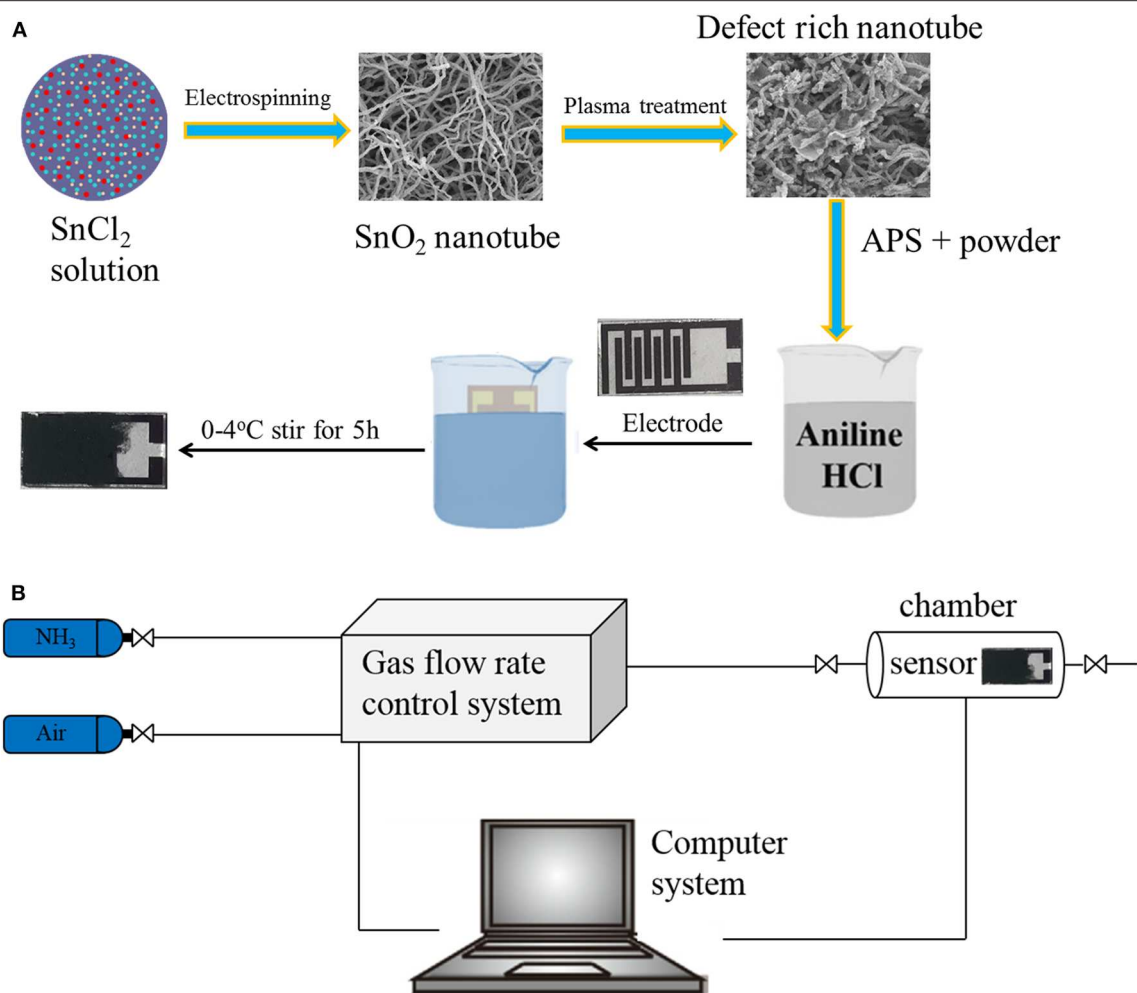 A
Defect rich nanotube
Electrospinning
Plasma treatment
SnCl₂
solution
SnO₂ nanotube
APS + powder
0-4°C stir for 5h
Electrode
Aniline
HCl
B
NH₃
Air
Gas flow rate
control system
chamber
sensor
Computer
system